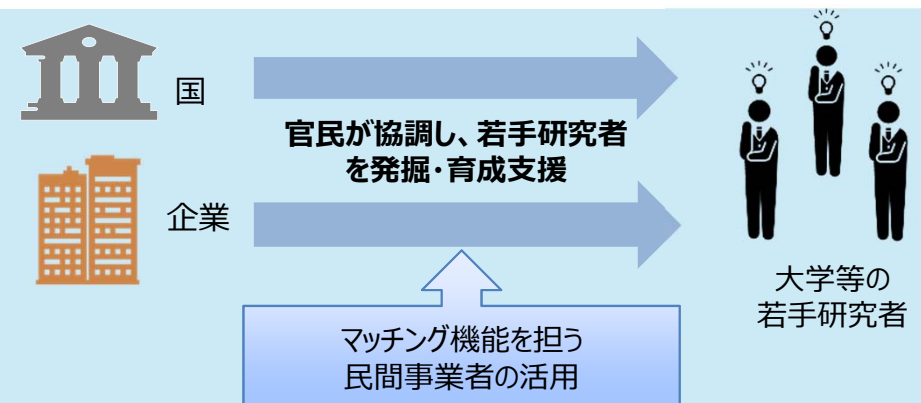 国
官民が協調し、若手研究者
を発掘・育成支援
企業
大学等の
若手研究者
マッチング機能を担う
民間事業者の活用